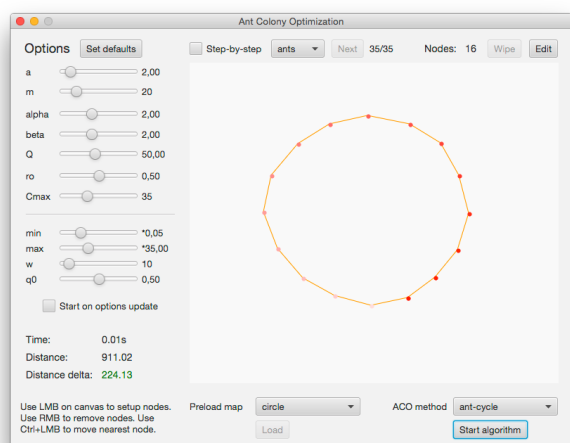 Ant Colony Optimization
Options Set defaults
Step-by-step ants Next 35/35 Nodes: 16 Wipe Edit
a 2,00
m 20
alpha 2,00
beta 2,00
Q 50,00
ro 0,50
Cmax 35
min *0,05
max *35,00
w 10
q0 0,50
Start on options update
Time: 0.01s
Distance: 911.02
Distance delta: 224.13
Use LMB on canvas to setup nodes.
Use RMB to remove nodes. Use
Ctrl+LMB to move nearest node.
Preload map circle ACO method ant-cycle
Load Start algorithm